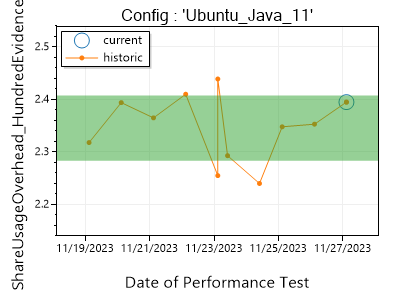 Config : 'Ubuntu_Java_11'
ShareUsageOverhead_HundredEvidence
current
historic
2.5
2.4
2.3
2.2
11/19/2023
11/21/2023
11/23/2023
11/25/2023
11/27/2023
Date of Performance Test